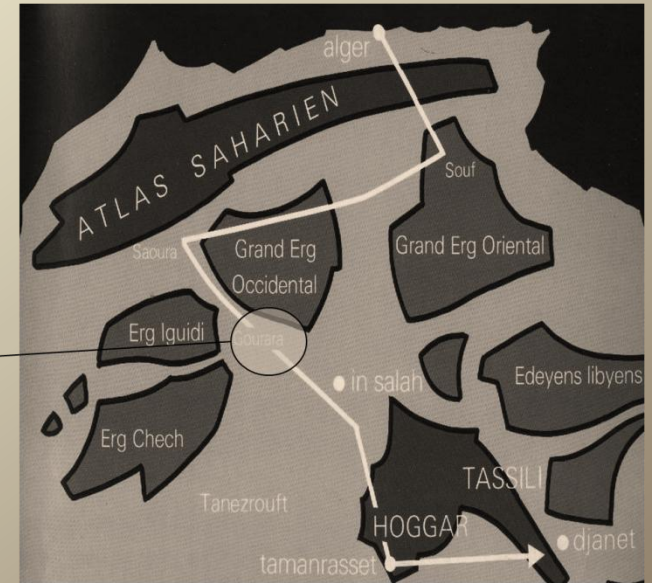 alger
ATLAS SAHARIEN
Souf
Saoura
Grand Erg
Occidental
Grand Erg Oriental
Erg Iguidi
Gourara
in salah
Edeyens libyens
Erg Chech
TASSILI
Tanezrouft
HOGGAR
djanet
tamanrasset